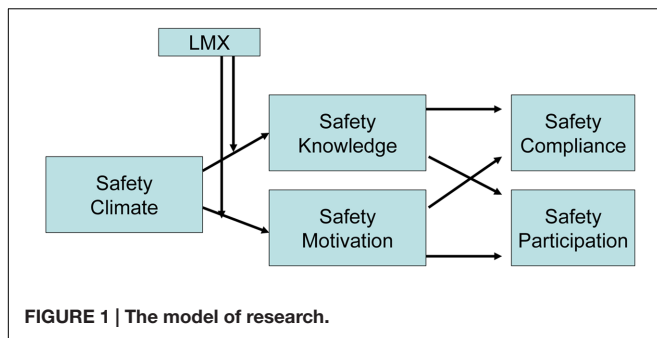 LMX
Safety
Knowledge
Safety
Compliance
Safety
Climate
Safety
Motivation
Safety
Participation
FIGURE 1 | The model of research.